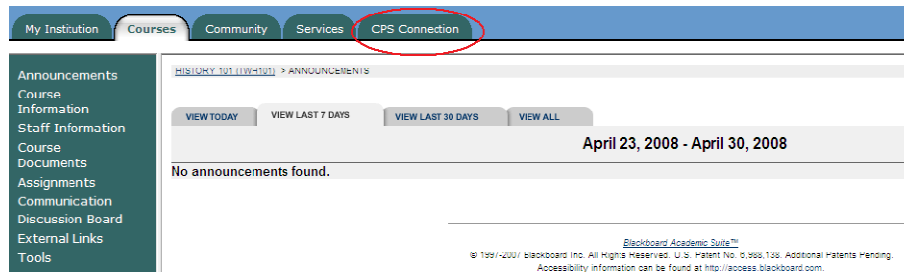 My Institution
Courses
Community
Services
CPS Connection
Announcements
Course
Information
Staff Information
Course
Documents
Assignments
Communication
Discussion Board
External Links
Tools
HISTORY 101 (TWH101) > ANNOUNCEMENTS
VIEW TODAY
VIEW LAST 7 DAYS
VIEW LAST 30 DAYS
VIEW ALL
April 23, 2008 - April 30, 2008
No announcements found.
Blackboard Academic Suite™
© 1997-2007 Blackboard Inc. All Rights Reserved. U.S. Patent No. 6,988,138. Additional Patents Pending.
Accessibility information can be found at http://access.blackboard.com.